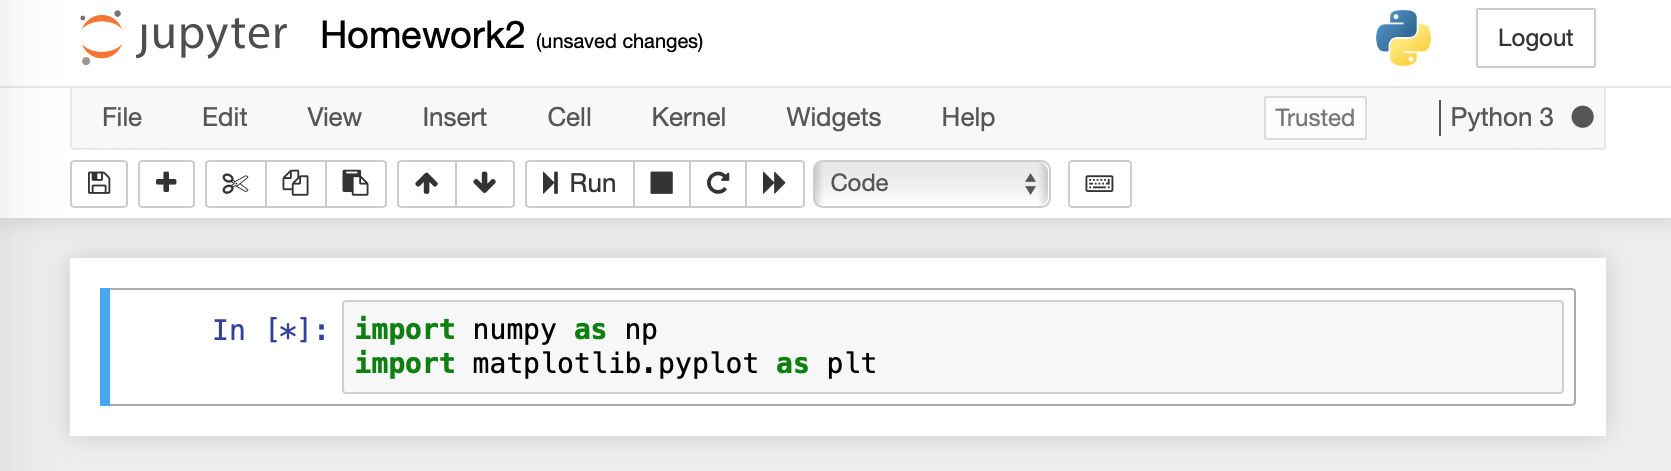 jupyter Homework2 (unsaved changes) Logout
File Edit View Insert Cell Kernel Widgets Help Trusted Python 3
Run Code
In [*]: import numpy as np
import matplotlib.pyplot as plt